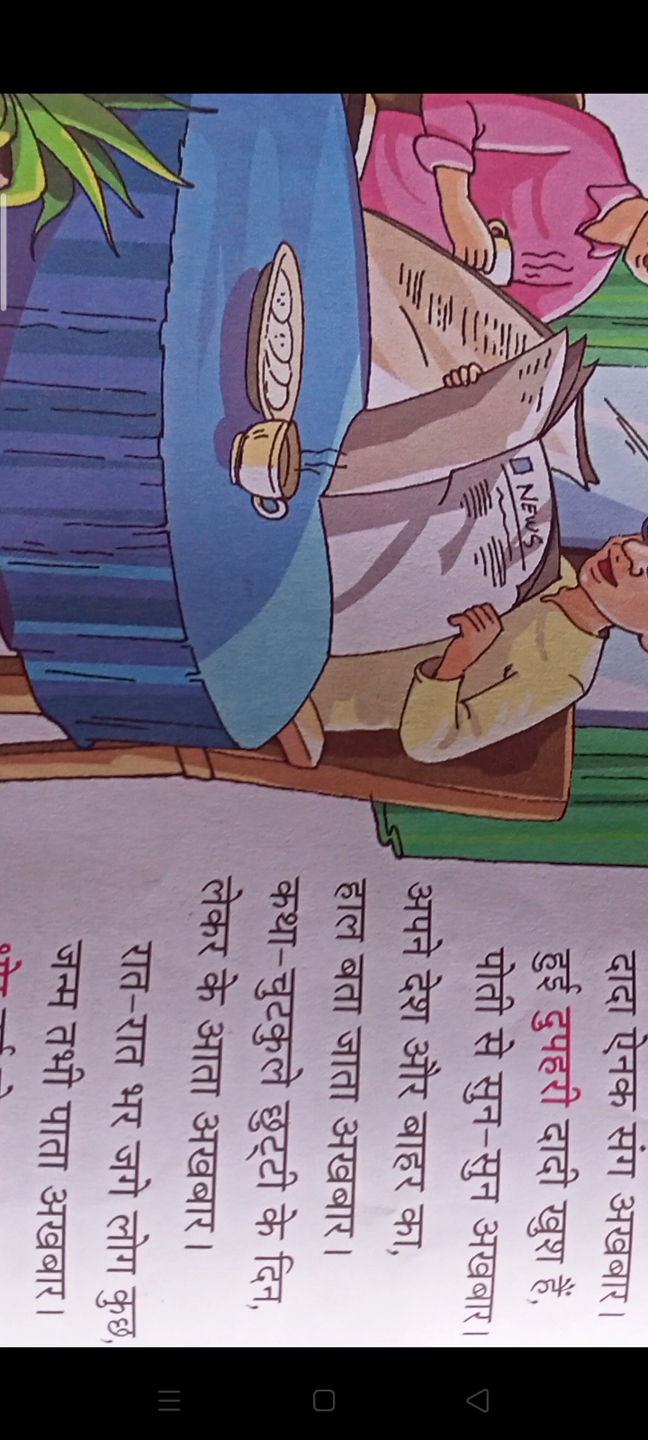 NEWS
दादा ऐनक संग अखबार।
हुई दुपहरी दादी खुश हैं,
पोती से सुन-सुन अखबार।
अपने देश और बाहर का,
हाल बता जाता अखबार।
कथा-चुटकुले छुट्टी के दिन,
लेकर के आता अखबार।
रात-रात भर जगे लोग कुछ,
जन्म तभी पाता अखबार।